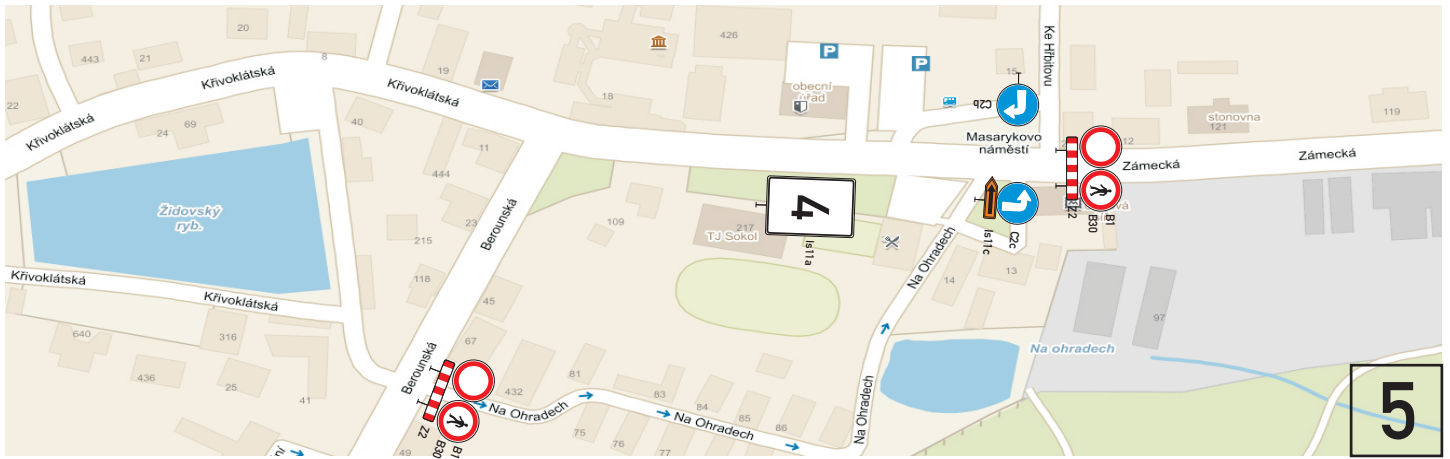 20
443
21
22
8
19
426
P
P
Křivoklátská
Křivoklátská
Křivoklátská
24
69
40
18
obecní
úřad
15
C2b
Ke Hřbitovu
stonovna
121
119
Masarykovo
náměstí
12
Zámecká
Zámecká
11
444
Židovský
ryb.
23
215
109
Berounská
TJ Sokol
217
4
Is11a
Is11c
C2c
Z2
B30
B1
Na Ohradech
14
13
Křivoklátská
Křivoklátská
118
45
97
640
316
67
Na ohradech
436
25
41
Berounská
432
81
83
84
85
86
Na Ohradech
Na Ohradech
Na Ohradech
75
76
77
49
Z2
B30
B1
5